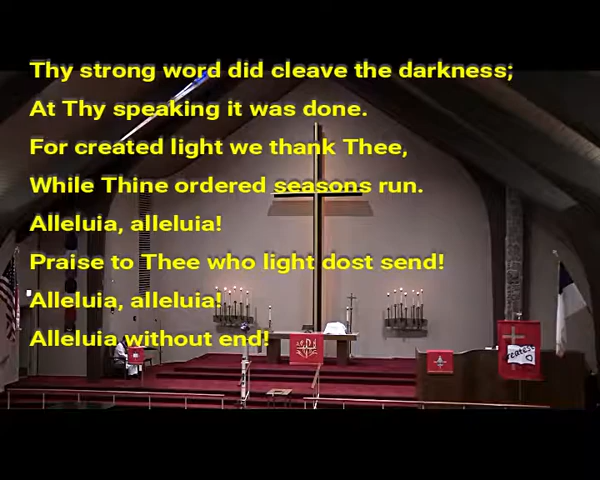 Thy strong word did cleave the darkness;
At Thy speaking it was done.
For created light we thank Thee,
While Thine ordered seasons run.
Alleluia, alleluia!
Praise to Thee who light dost send!
Alleluia, alleluia!
Alleluia without end!